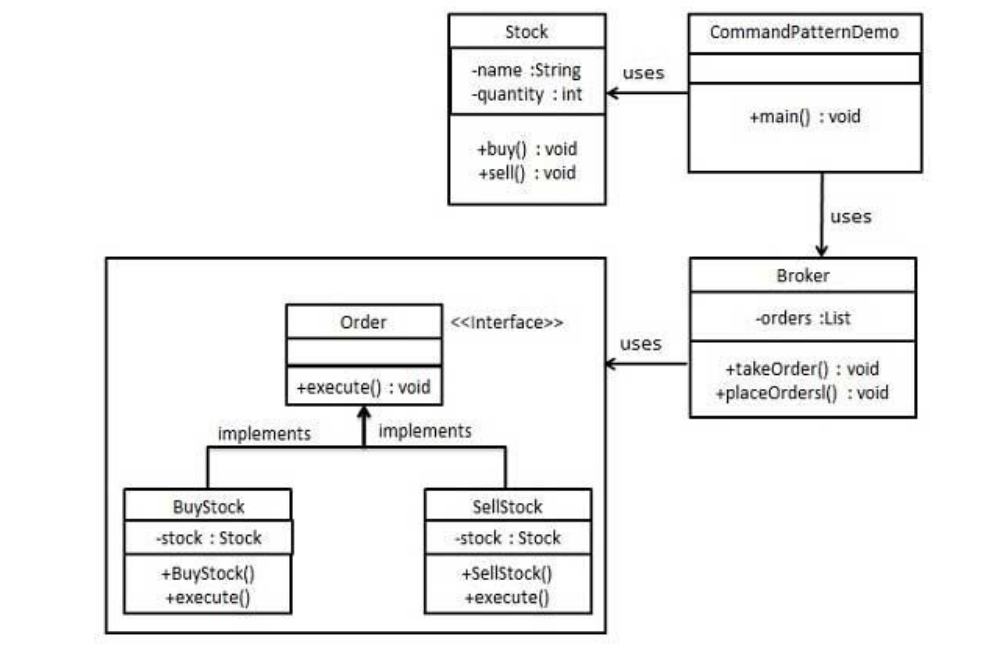 Stock
-name :String
-quantity : int
+buy() : void
+sell() : void
uses
CommandPatternDemo
+main() : void
uses
Broker
-orders :List
+takeOrder() : void
+placeOrdersl() : void
uses
Order
<<Interface>>
+execute() : void
implements
implements
BuyStock
-stock : Stock
+BuyStock()
+execute()
SellStock
-stock : Stock
+SellStock()
+execute()